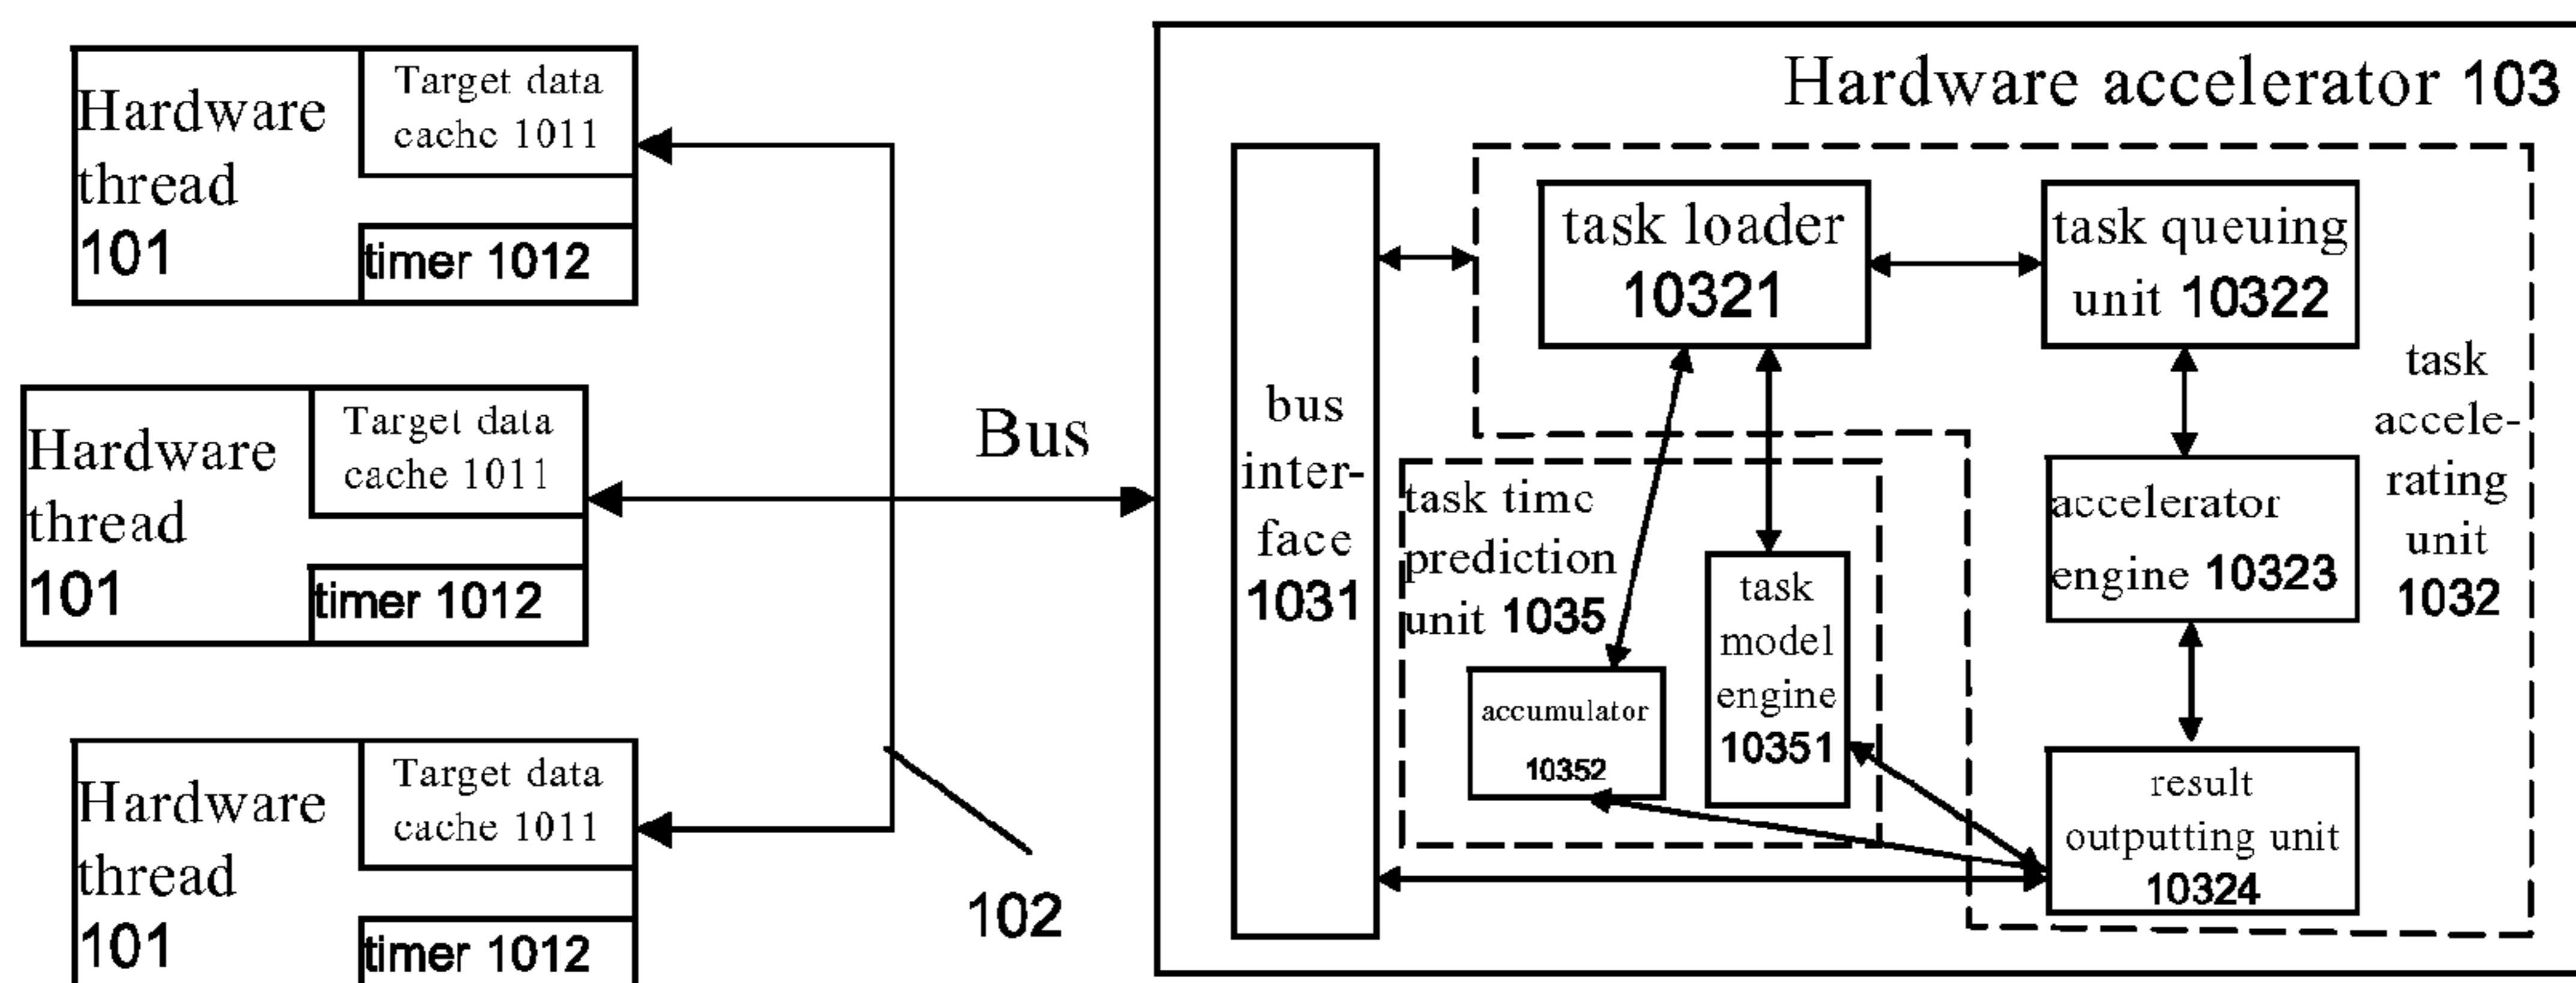 Hardware
thread
101
Target data
cache 1011
timer 1012
Hardware
thread
101
Target data
cache 1011
timer 1012
Hardware
thread
101
Target data
cache 1011
timer 1012
Bus
102
Hardware accelerator 103
bus
inter-
face
1031
task loader
10321
task queuing
unit 10322
task
accele-
rating
unit
1032
task time
prediction
unit 1035
accumulator
10352
task
model
engine
10351
accelerator
engine 10323
result
outputting unit
10324